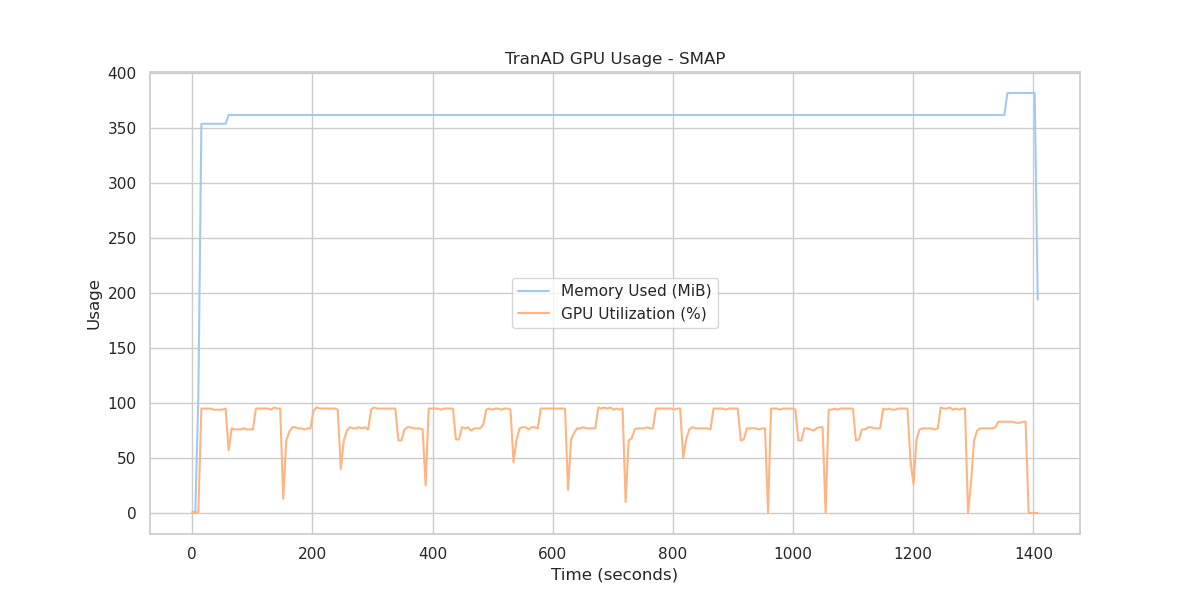 TranAD GPU Usage - SMAP
400
350
300
250
200
150
100
50
0
Usage
Memory Used (MiB)
GPU Utilization (%)
0 200 400 600 800 1000 1200 1400
Time (seconds)